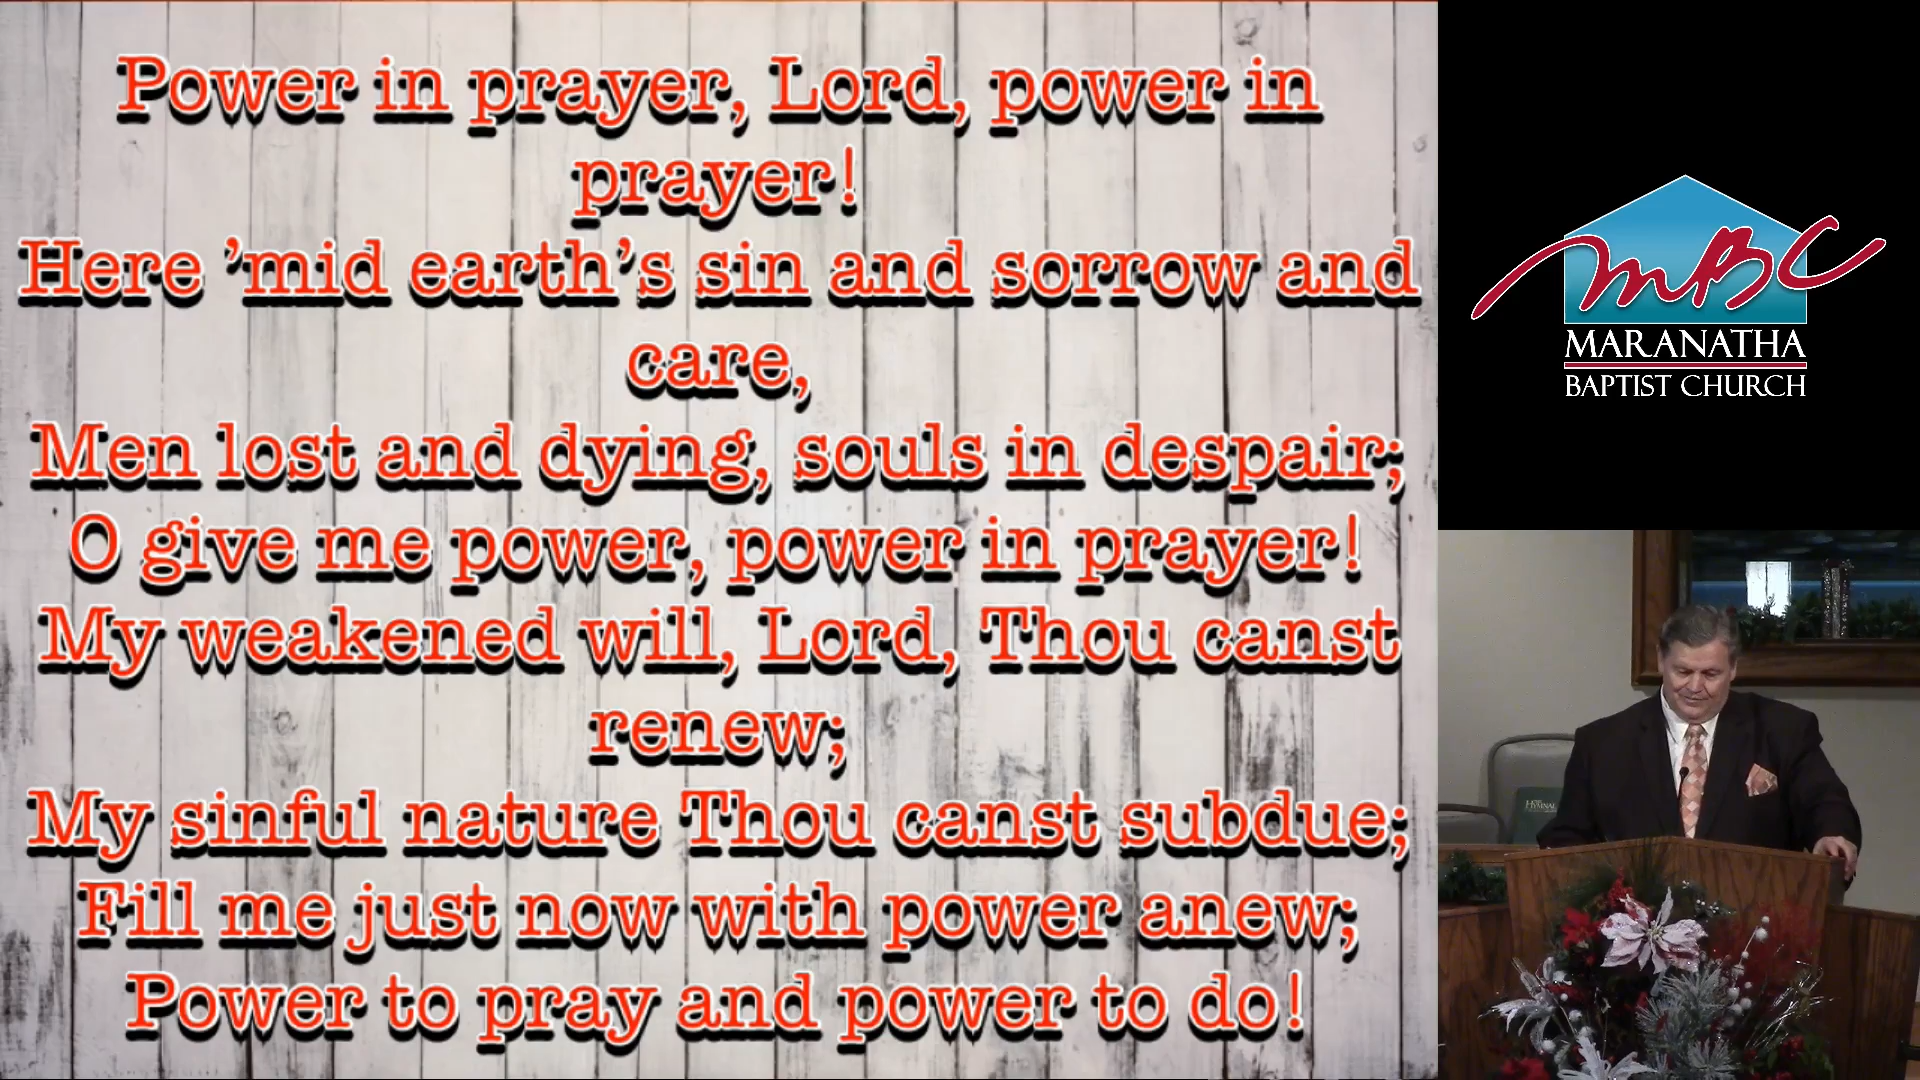 Power in prayer, Lord, power in
prayer!
Here ’mid earth’s sin and sorrow and
care,
Men lost and dying, souls in despair;
O give me power, power in prayer!
My weakened will, Lord, Thou canst
renew;
My sinful nature Thou canst subdue;
Fill me just now with power anew;
Power to pray and power to do!
MBC
MARANATHA
BAPTIST CHURCH
HYMNAL